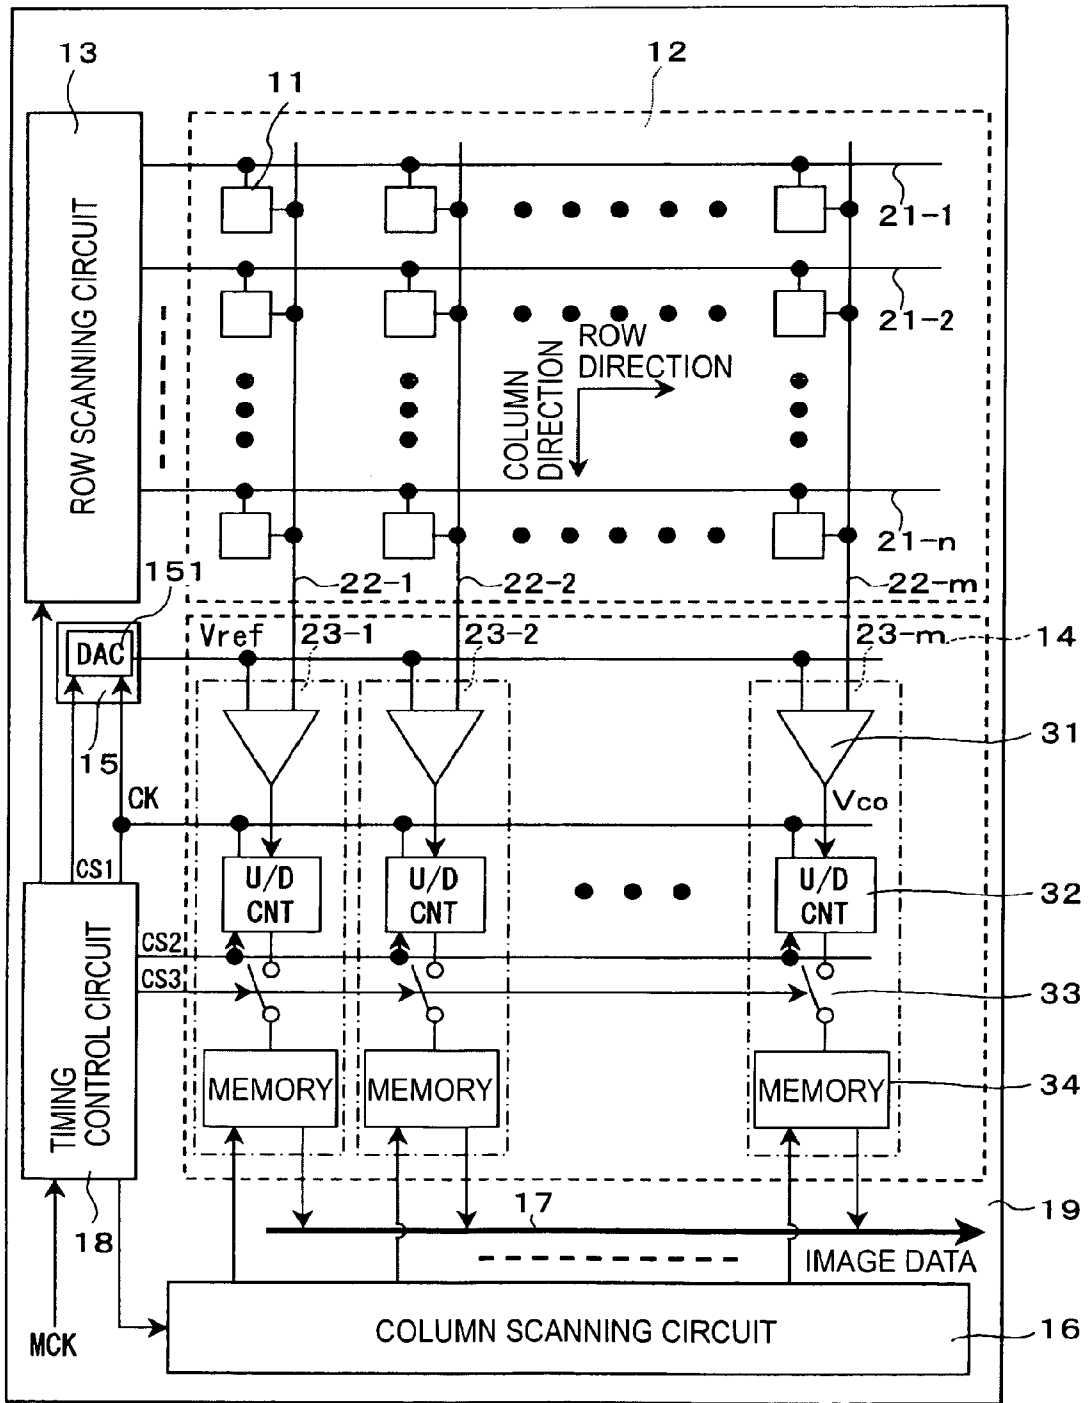 13
11
12
ROW SCANNING CIRCUIT
21-1
21-2
ROW
DIRECTION
COLUMN
DIRECTION
21-n
151
22-1
22-2
22-m
DAC
Vref
23-1
23-2
23-m
14
15
31
CK
Vco
CS1
U/D
CNT
U/D
CNT
U/D
CNT
32
CS2
CS3
33
TIMING
CONTROL CIRCUIT
MEMORY
MEMORY
MEMORY
34
18
17
19
IMAGE DATA
MCK
COLUMN SCANNING CIRCUIT
16